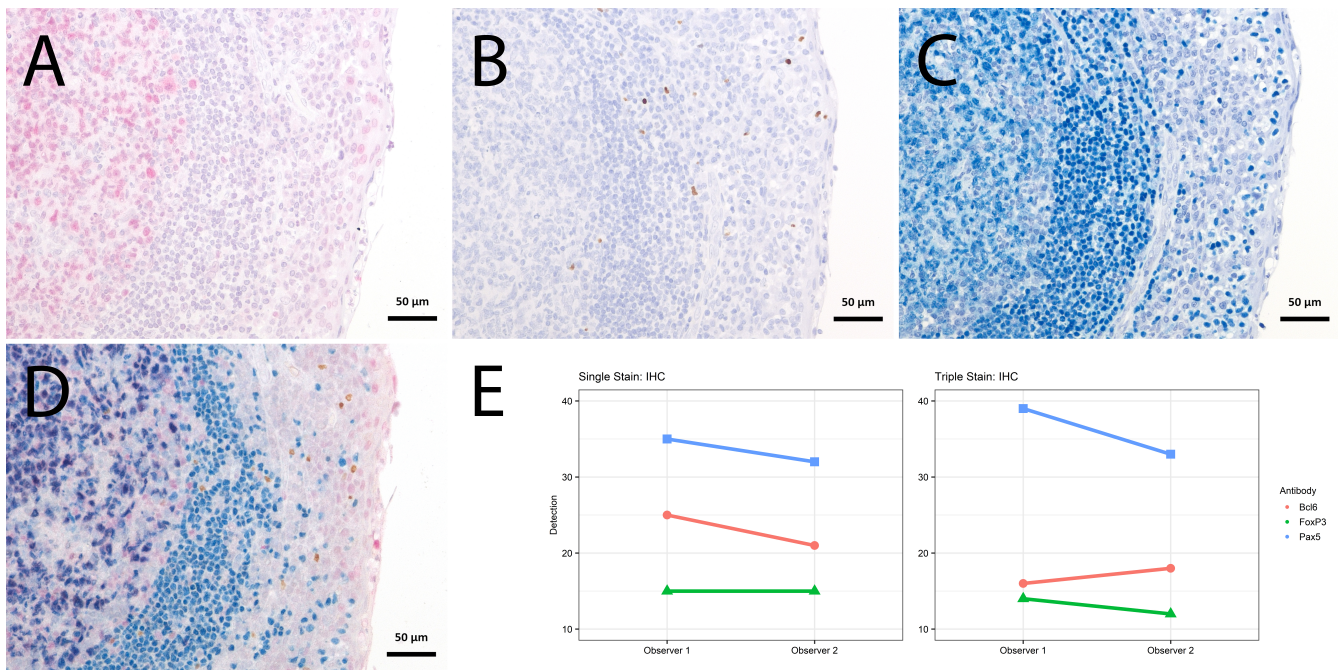 A
50 µm
B
50 µm
C
50 µm
D
50 µm
E
Single Stain: IHC
40
30
20
10
Detection
Observer 1
Observer 2
Triple Stain: IHC
40
30
20
10
Observer 1
Observer 2
Antibody
Bcl6
FoxP3
Pax5